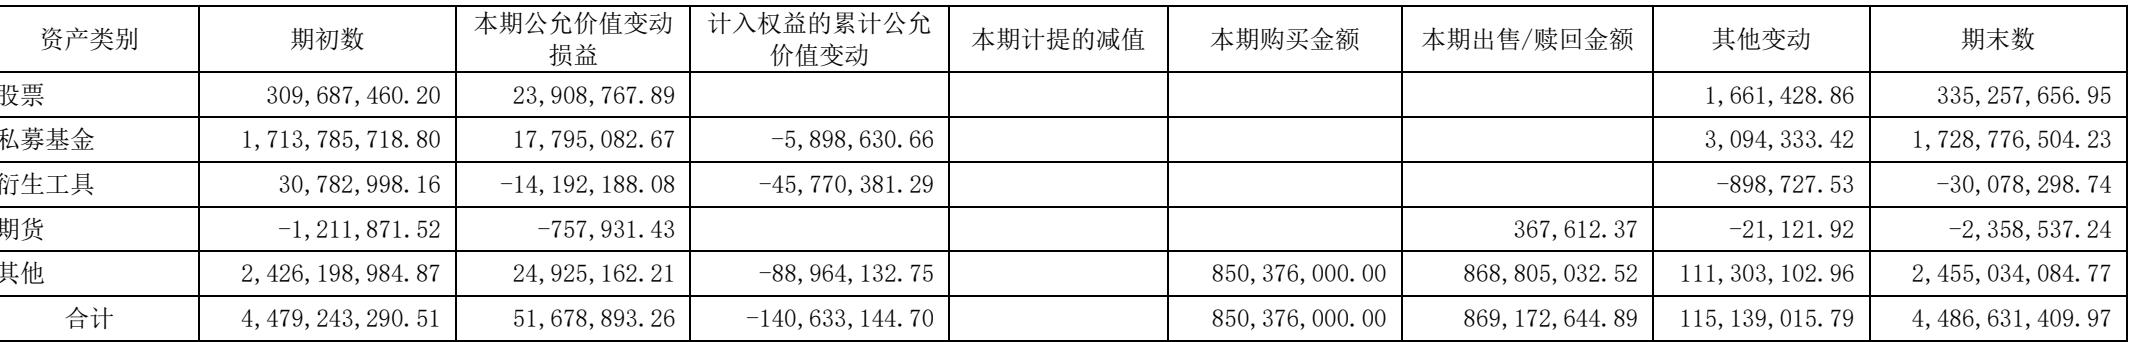 资产类别 期初数 本期公允价值变动损益 计入权益的累计公允价值变动 本期计提的减值 本期购买金额 本期出售/赎回金额 其他变动 期末数
股票 309,687,460.20 23,908,767.89 1,661,428.86 335,257,656.95
私募基金 1,713,785,718.80 17,795,082.67 -5,898,630.66 3,094,333.42 1,728,776,504.23
衍生工具 30,782,998.16 -14,192,188.08 -45,770,381.29 -898,727.53 -30,078,298.74
期货 -1,211,871.52 -757,931.43 367,612.37 -21,121.92 -2,358,537.24
其他 2,426,198,984.87 24,925,162.21 -88,964,132.75 850,376,000.00 868,805,032.52 111,303,102.96 2,455,034,084.77
合计 4,479,243,290.51 51,678,893.26 -140,633,144.70 850,376,000.00 869,172,644.89 115,139,015.79 4,486,631,409.97